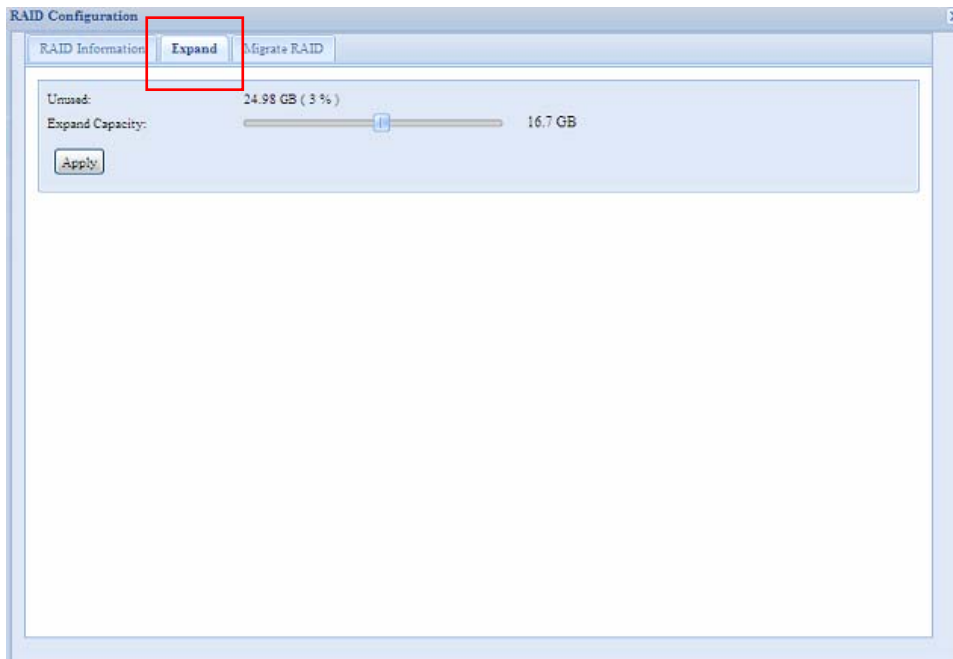 RAID Configuration
RAID Information Expand Migrate RAID
Unused: 24.98 GB ( 3 % )
Expand Capacity: 16.7 GB
Apply